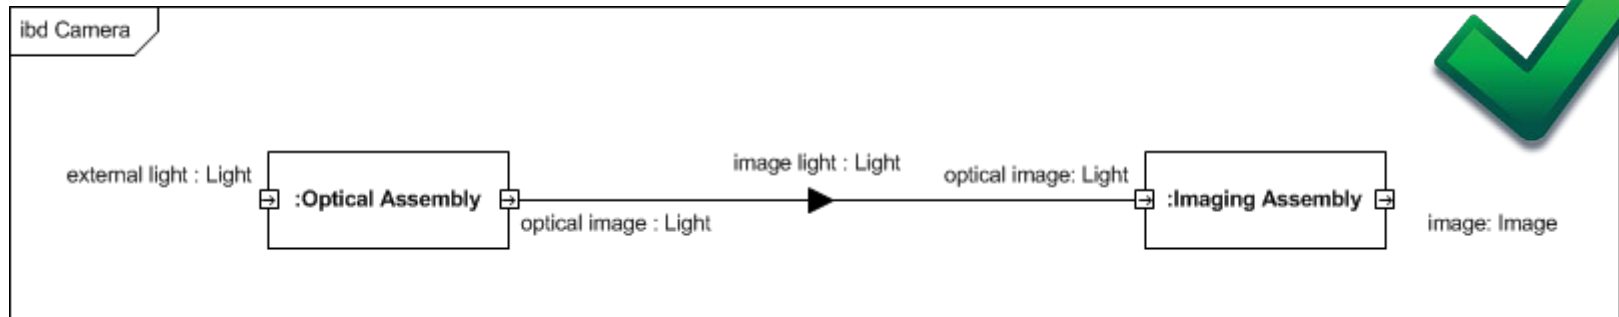 ibd Camera
external light : Light
:Optical Assembly
optical image : Light
image light : Light
optical image: Light
:Imaging Assembly
image: Image